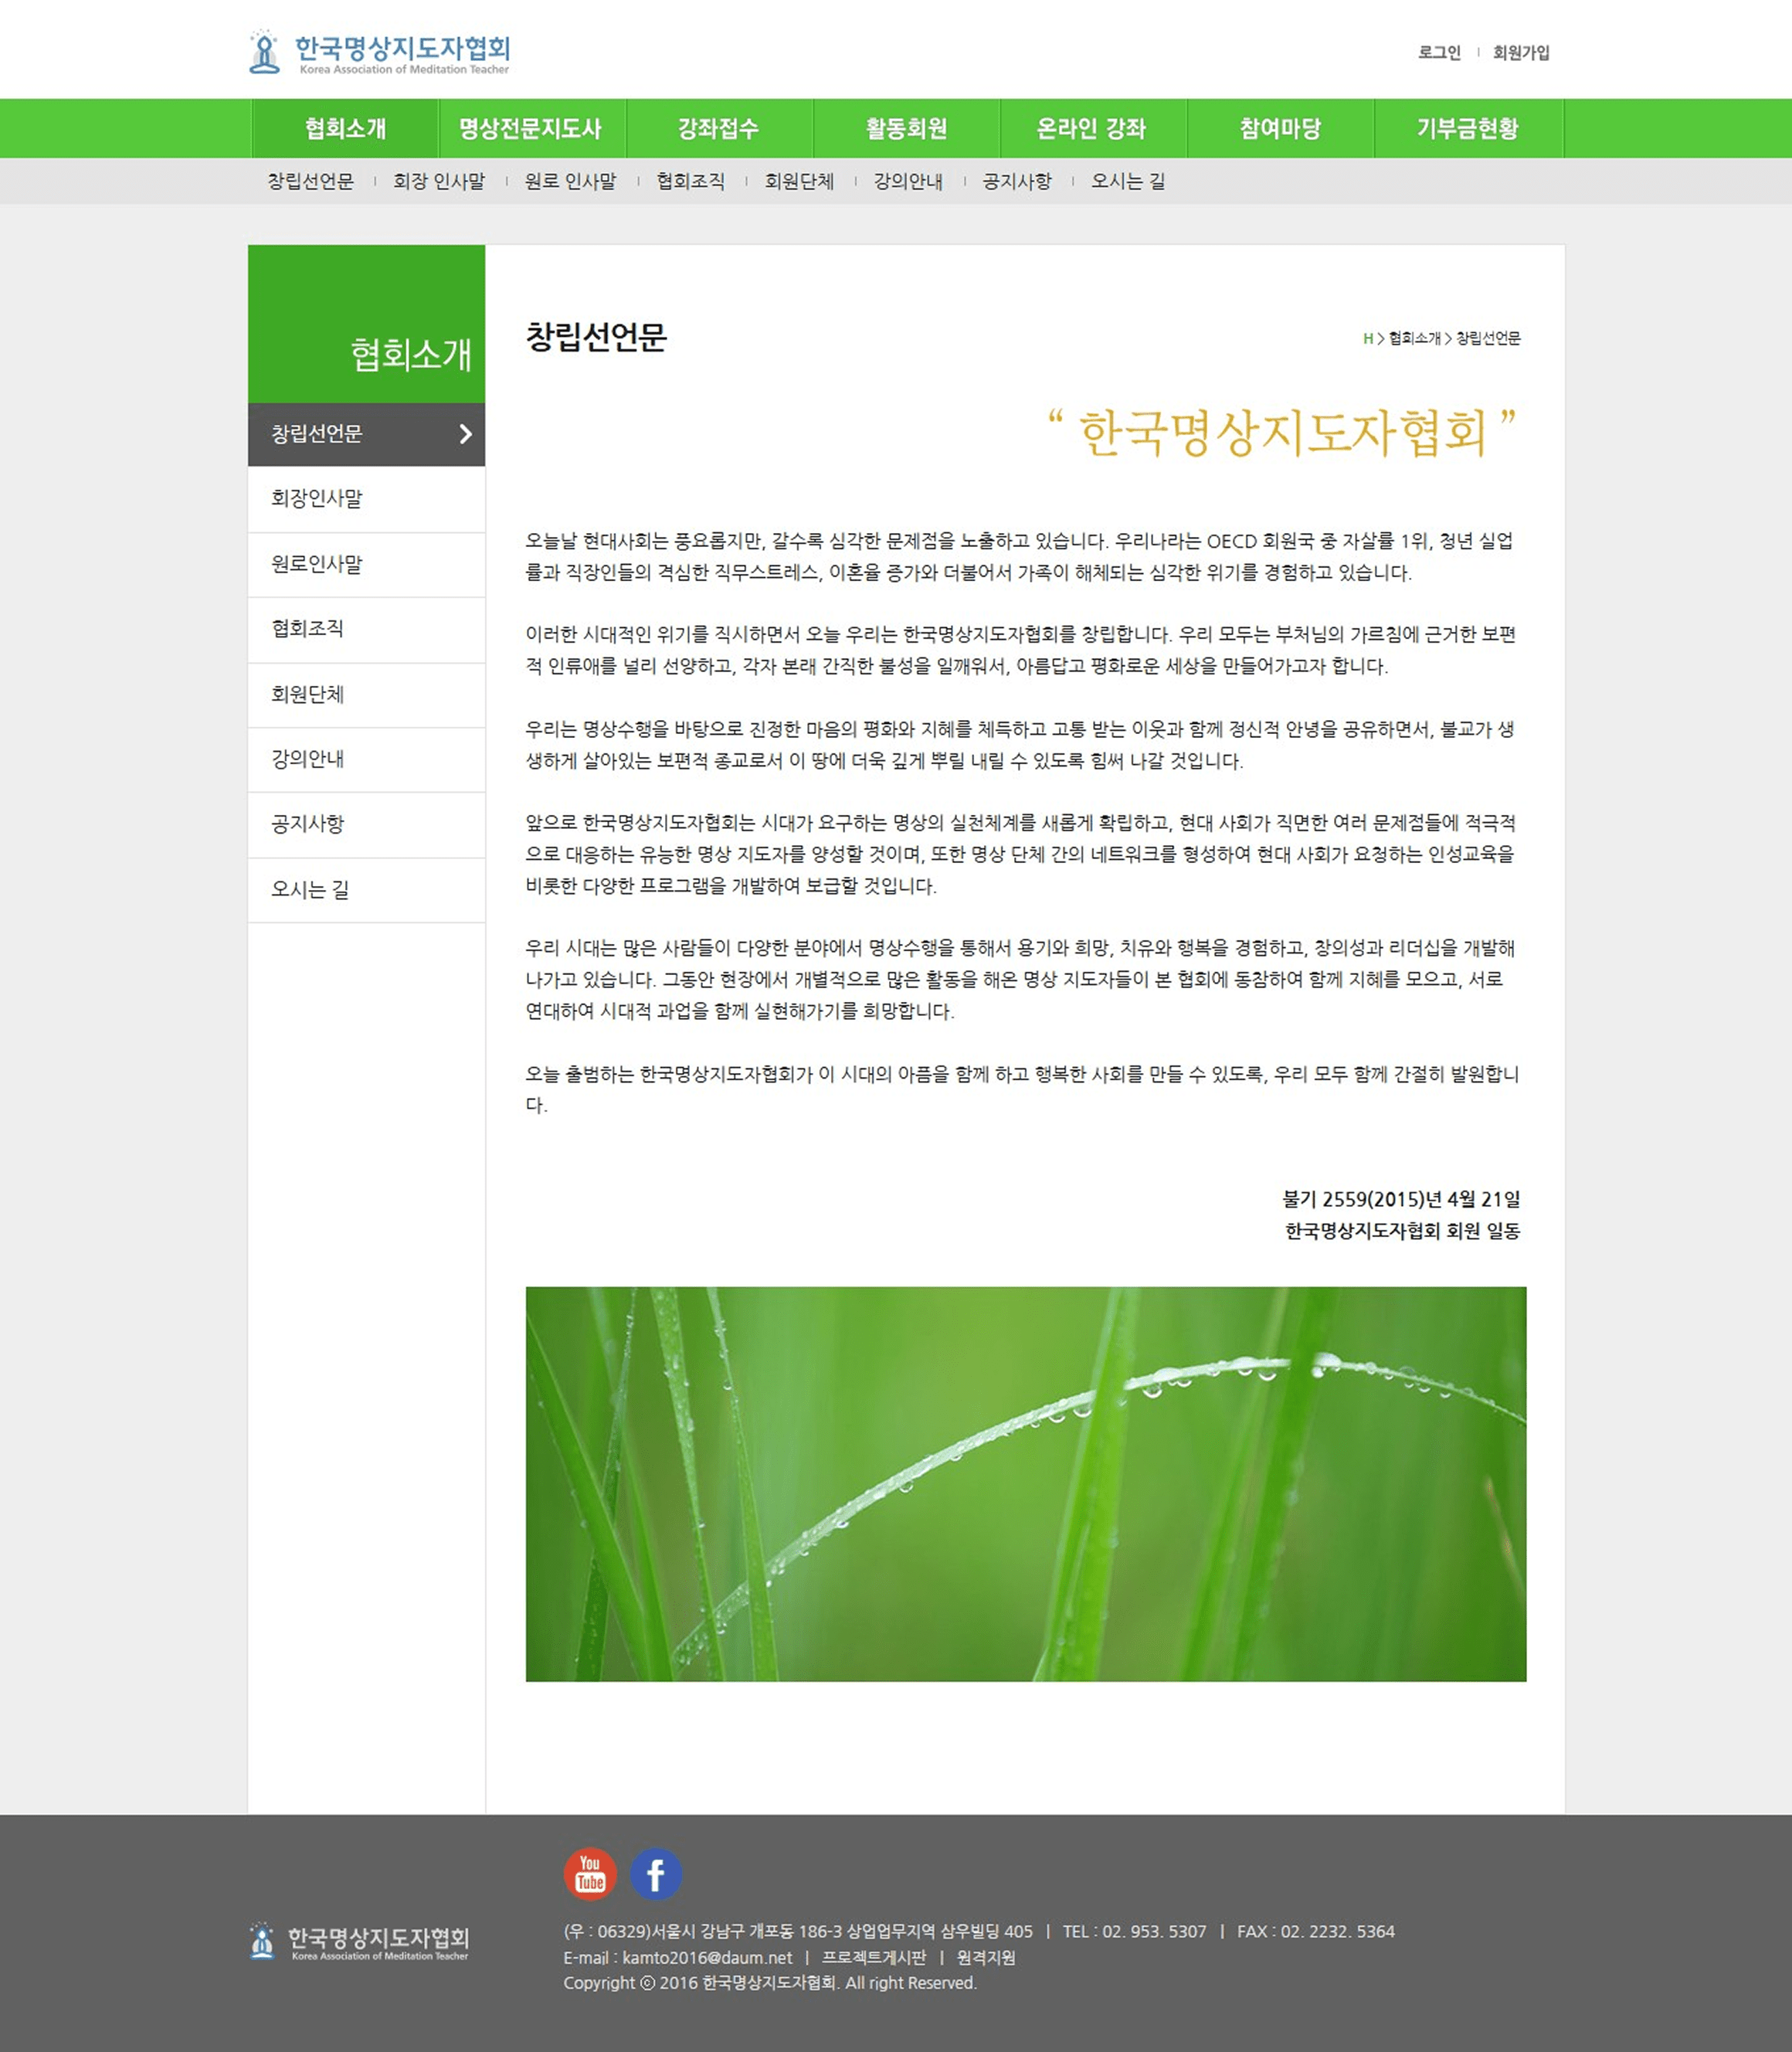 한국명상지도자협회
Korea Association of Meditation Teacher
로그인 | 회원가입
협회소개 명상전문지도사 강좌접수 활동회원 온라인 강좌 참여마당 기부금현황
창립선언문 | 회장 인사말 | 원로 인사말 | 협회조직 | 회원단체 | 강의안내 | 공지사항 | 오시는 길
협회소개
창립선언문
회장인사말
원로인사말
협회조직
회원단체
강의안내
공지사항
오시는 길
창립선언문
H > 협회소개 > 창립선언문
“ 한국명상지도자협회 ”
오늘날 현대사회는 풍요롭지만, 갈수록 심각한 문제점을 노출하고 있습니다. 우리나라는 OECD 회원국 중 자살률 1위, 청년 실업
률과 직장인들의 격심한 직무스트레스, 이혼율 증가와 더불어서 가족이 해체되는 심각한 위기를 경험하고 있습니다.
이러한 시대적인 위기를 직시하면서 오늘 우리는 한국명상지도자협회를 창립합니다. 우리 모두는 부처님의 가르침에 근거한 보편
적 인류애를 널리 선양하고, 각자 본래 간직한 불성을 일깨워서, 아름답고 평화로운 세상을 만들어가고자 합니다.
우리는 명상수행을 바탕으로 진정한 마음의 평화와 지혜를 체득하고 고통 받는 이웃과 함께 정신적 안녕을 공유하면서, 불교가 생
생하게 살아있는 보편적 종교로서 이 땅에 더욱 깊게 뿌릴 내릴 수 있도록 힘써 나갈 것입니다.
앞으로 한국명상지도자협회는 시대가 요구하는 명상의 실천체계를 새롭게 확립하고, 현대 사회가 직면한 여러 문제점들에 적극적
으로 대응하는 유능한 명상 지도자를 양성할 것이며, 또한 명상 단체 간의 네트워크를 형성하여 현대 사회가 요청하는 인성교육을
비롯한 다양한 프로그램을 개발하여 보급할 것입니다.
우리 시대는 많은 사람들이 다양한 분야에서 명상수행을 통해서 용기와 희망, 치유와 행복을 경험하고, 창의성과 리더십을 개발해
나가고 있습니다. 그동안 현장에서 개별적으로 많은 활동을 해온 명상 지도자들이 본 협회에 동참하여 함께 지혜를 모으고, 서로
연대하여 시대적 과업을 함께 실현해가기를 희망합니다.
오늘 출범하는 한국명상지도자협회가 이 시대의 아픔을 함께 하고 행복한 사회를 만들 수 있도록, 우리 모두 함께 간절히 발원합니
다.
불기 2559(2015)년 4월 21일
한국명상지도자협회 회원 일동
You
Tube
f
한국명상지도자협회
Korea Association of Meditation Teacher
(우 : 06329)서울시 강남구 개포동 186-3 상업업무지역 삼우빌딩 405 | TEL : 02. 953. 5307 | FAX : 02. 2232. 5364
E-mail : kamto2016@daum.net | 프로젝트게시판 | 원격지원
Copyright ⓒ 2016 한국명상지도자협회. All right Reserved.